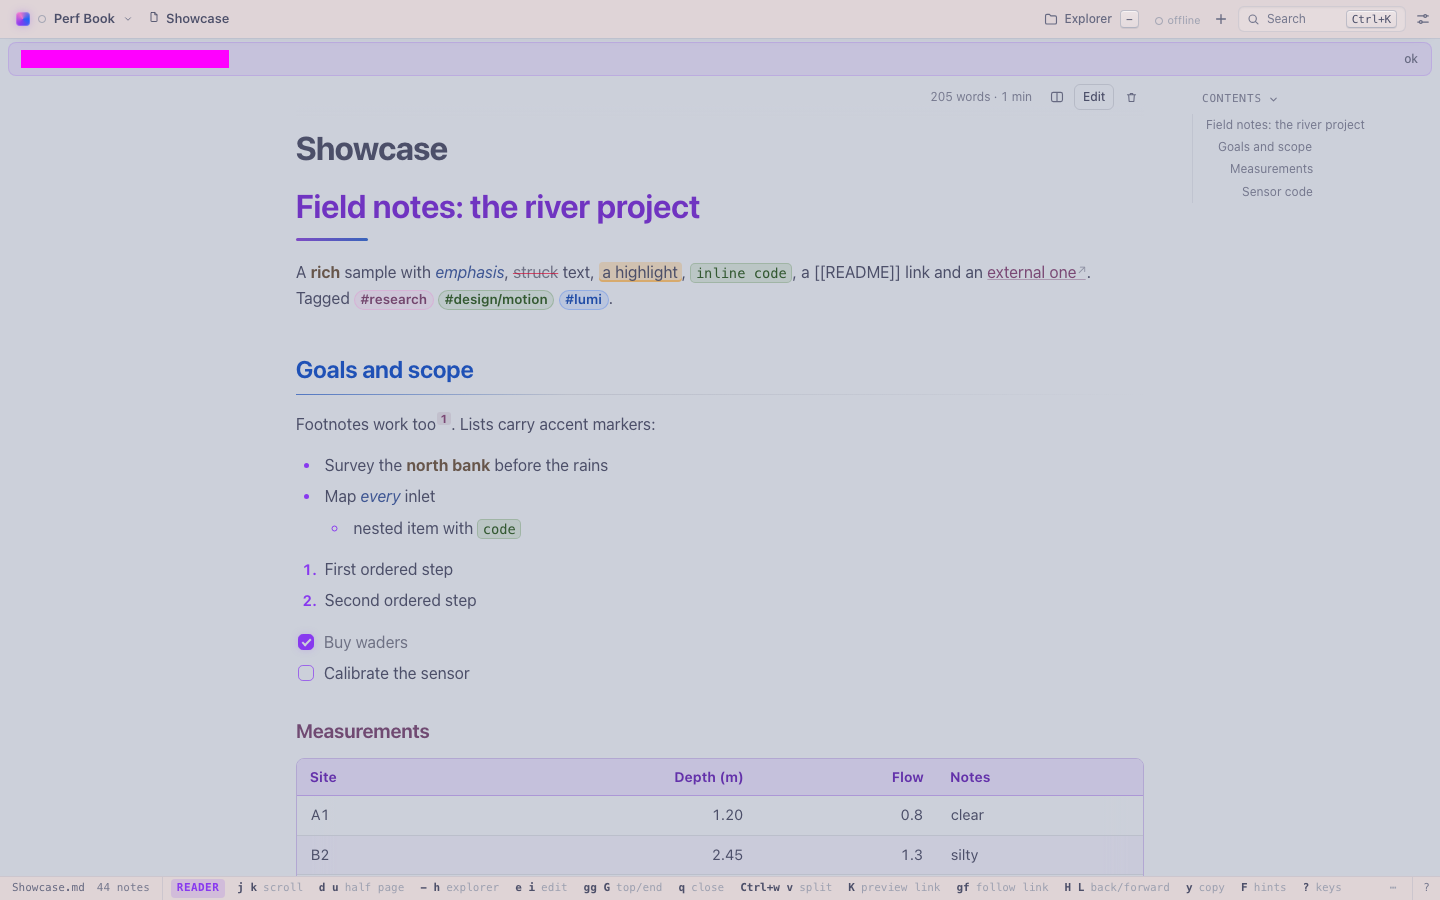 Perf Book
Showcase
Explorer –
offline
+
Search Ctrl+K
ok
205 words · 1 min
Edit
CONTENTS
Field notes: the river project
Goals and scope
Measurements
Sensor code
Showcase
Field notes: the river project
A rich sample with emphasis, struck text, a highlight, inline code, a [[README]] link and an external one↗.
Tagged #research #design/motion #lumi.
Goals and scope
Footnotes work too1. Lists carry accent markers:
• Survey the north bank before the rains
• Map every inlet
◦ nested item with code
1. First ordered step
2. Second ordered step
Buy waders
Calibrate the sensor
Measurements
Site Depth (m) Flow Notes
A1 1.20 0.8 clear
B2 2.45 1.3 silty
Showcase.md 44 notes READER j k scroll d u half page – h explorer e i edit gg G top/end q close Ctrl+w v split K preview link gf follow link H L back/forward y copy F hints ? keys – ?